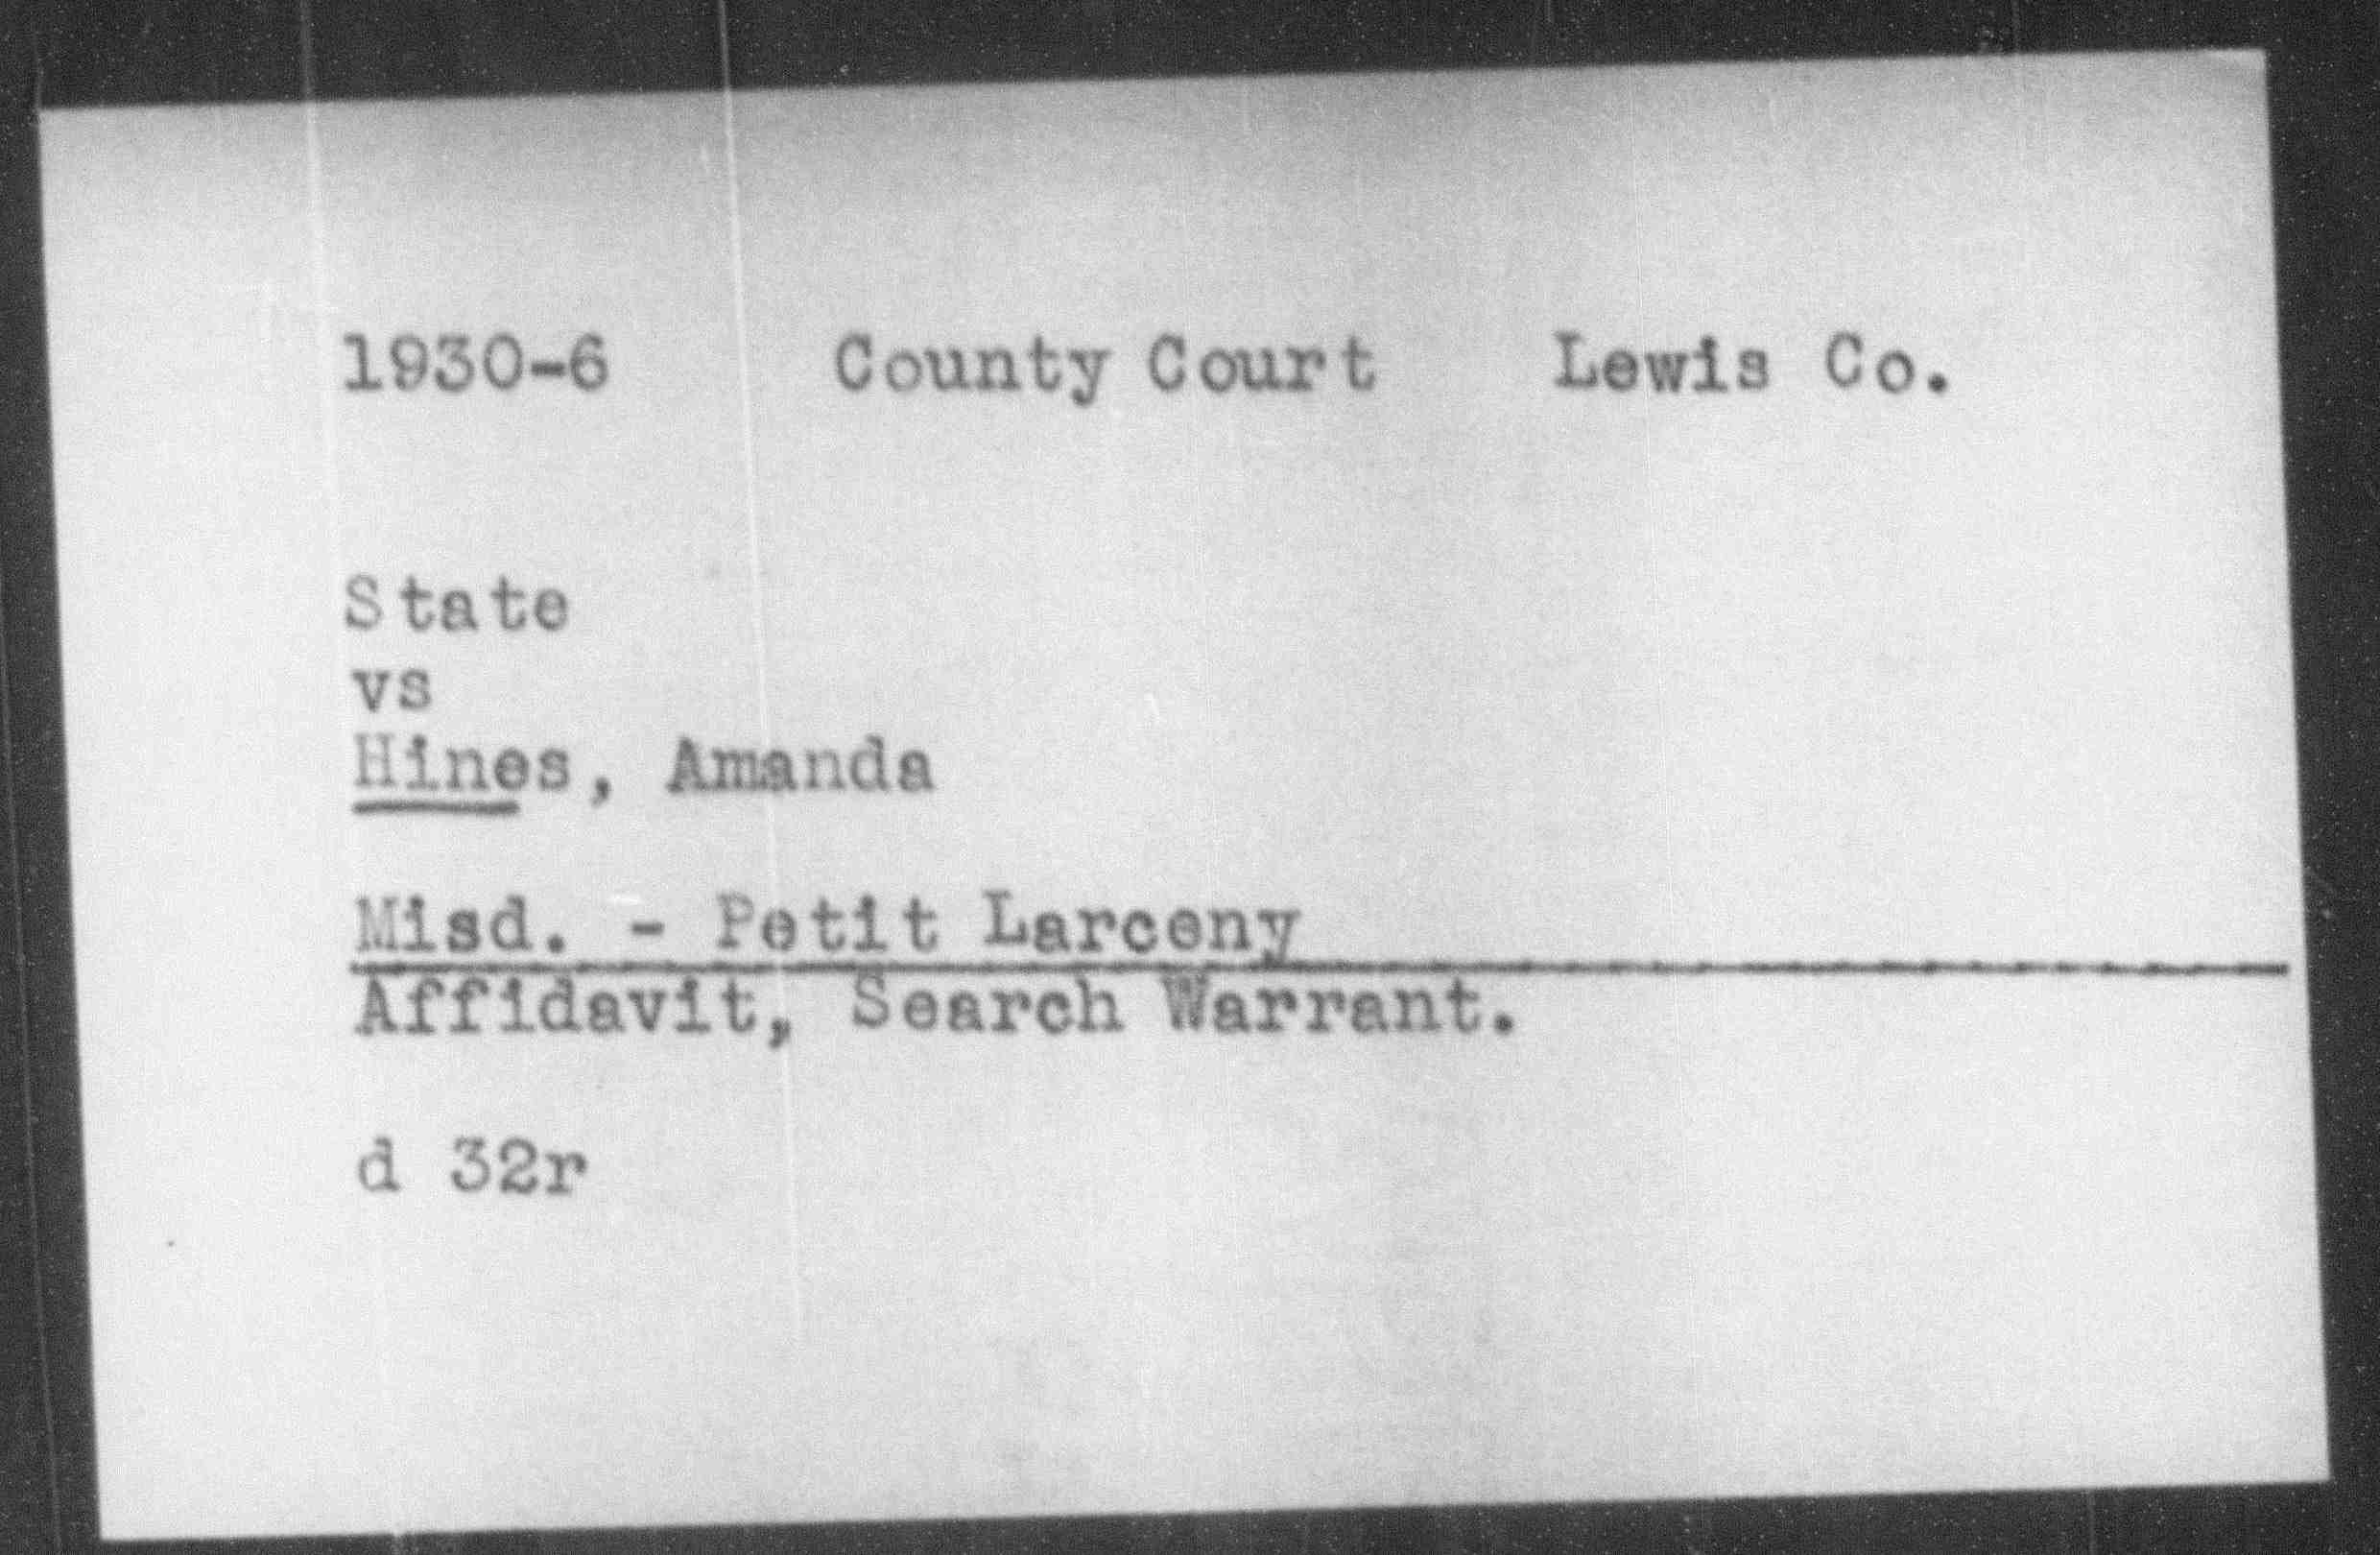 1930-6 County Court Lewis Co.
State
vs
Hines, Amanda
Misd. - Petit Larceny
Affidavit, Search Warrant.
d 32r